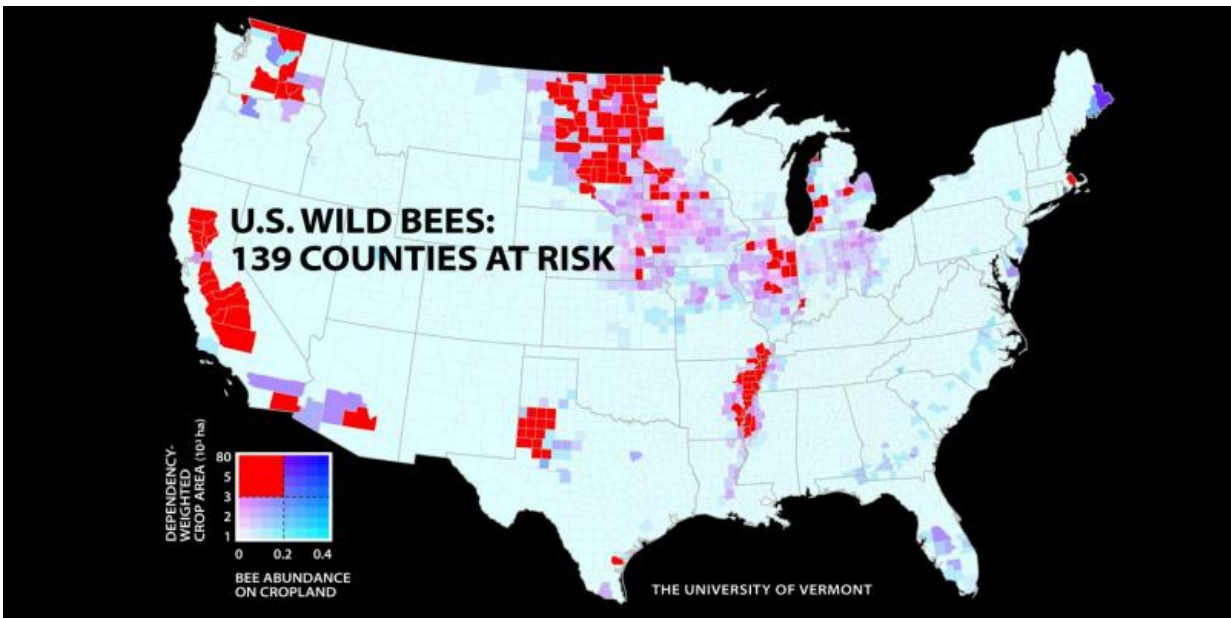 U.S. WILD BEES:
139 COUNTIES AT RISK
DEPENDENCY-
WEIGHTED
CROP AREA (10³ ha)
80
5
3
2
1
0 0.2 0.4
BEE ABUNDANCE
ON CROPLAND
THE UNIVERSITY OF VERMONT